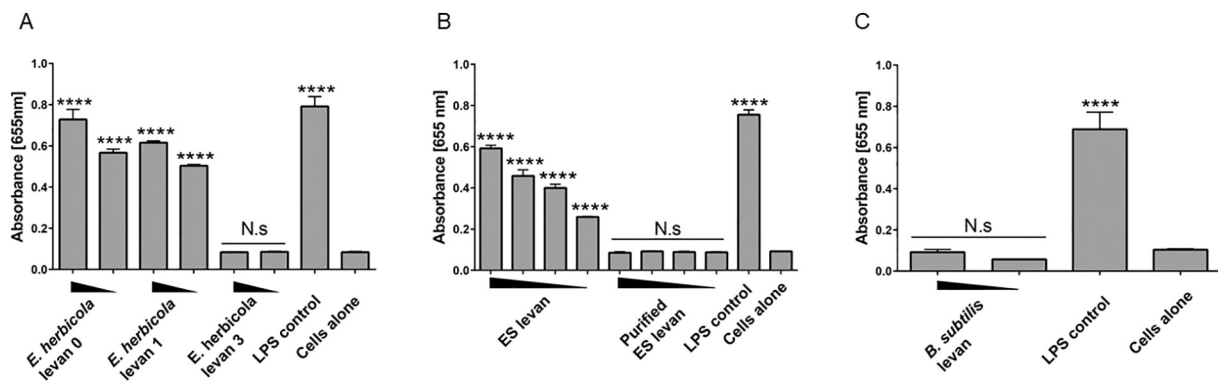 A
Absorbance [655nm]
1.0
0.8
0.6
0.4
0.2
0.0
****
****
****
****
N.s
****
E. herbicola
levan 0
E. herbicola
levan 1
E. herbicola
levan 3
LPS control
Cells alone
B
Absorbance [655 nm]
1.0
0.8
0.6
0.4
0.2
0.0
****
****
****
****
N.s
****
ES levan
Purified
ES levan
LPS control
Cells alone
C
Absorbance [655 nm]
1.0
0.8
0.6
0.4
0.2
0.0
N.s
****
B. subtilis
levan
LPS control
Cells alone